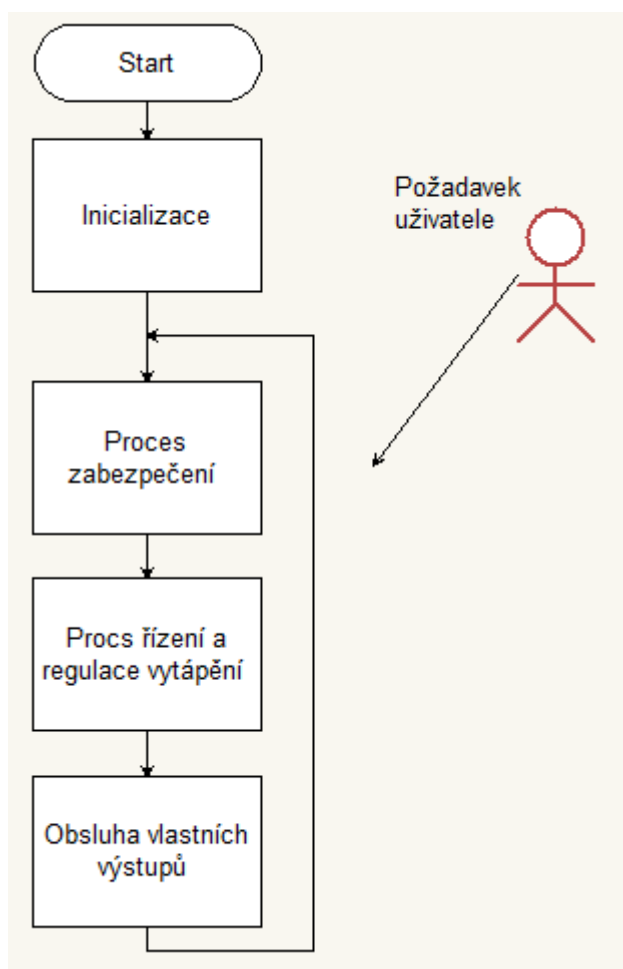 Start
Inicializace
Požadavek
uživatele
Proces
zabezpečení
Procs řízení a
regulace vytápění
Obsluha vlastních
výstupů